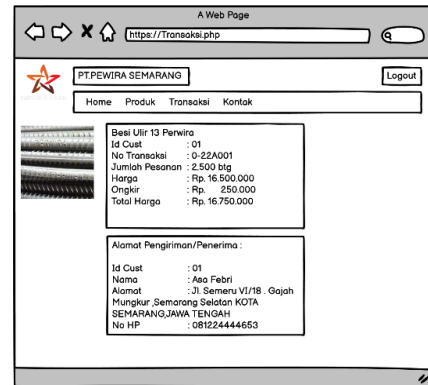 A Web Page
https://Transaksi.php
PT.PEWIRA SEMARANG
Logout
Home Produk Transaksi Kontak
Besi Ulir 13 Perwira
Id Cust : 01
No Transaksi : 0-22A001
Jumlah Pesanan : 2,500 btg
Harga : Rp. 16.500.000
Ongkir : Rp. 250.000
Total Harga : Rp. 16.750.000
Alamat Pengiriman/Penerima :
Id Cust : 01
Nama : Asa Febri
Alamat : Jl. Semeru VI/18 . Gajah
Mungkur ,Semarang Selatan KOTA
SEMARANG,JAWA TENGAH
No HP : 081224444653